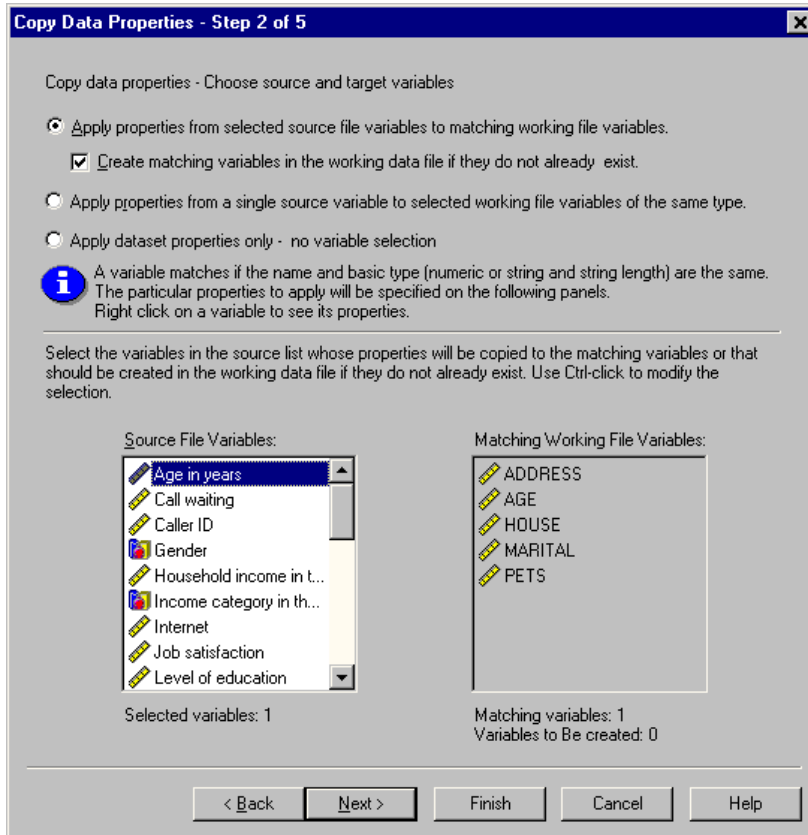 Copy Data Properties - Step 2 of 5
Copy data properties - Choose source and target variables
Apply properties from selected source file variables to matching working file variables.
Create matching variables in the working data file if they do not already exist.
Apply properties from a single source variable to selected working file variables of the same type.
Apply dataset properties only - no variable selection
A variable matches if the name and basic type (numeric or string and string length) are the same.
The particular properties to apply will be specified on the following panels.
Right click on a variable to see its properties.
Select the variables in the source list whose properties will be copied to the matching variables or that
should be created in the working data file if they do not already exist. Use Ctrl-click to modify the
selection.
Source File Variables:
Age in years
Call waiting
Caller ID
Gender
Household income in t...
Income category in th...
Internet
Job satisfaction
Level of education
Selected variables: 1
Matching Working File Variables:
ADDRESS
AGE
HOUSE
MARITAL
PETS
Matching variables: 1
Variables to Be created: 0
< Back
Next >
Finish
Cancel
Help